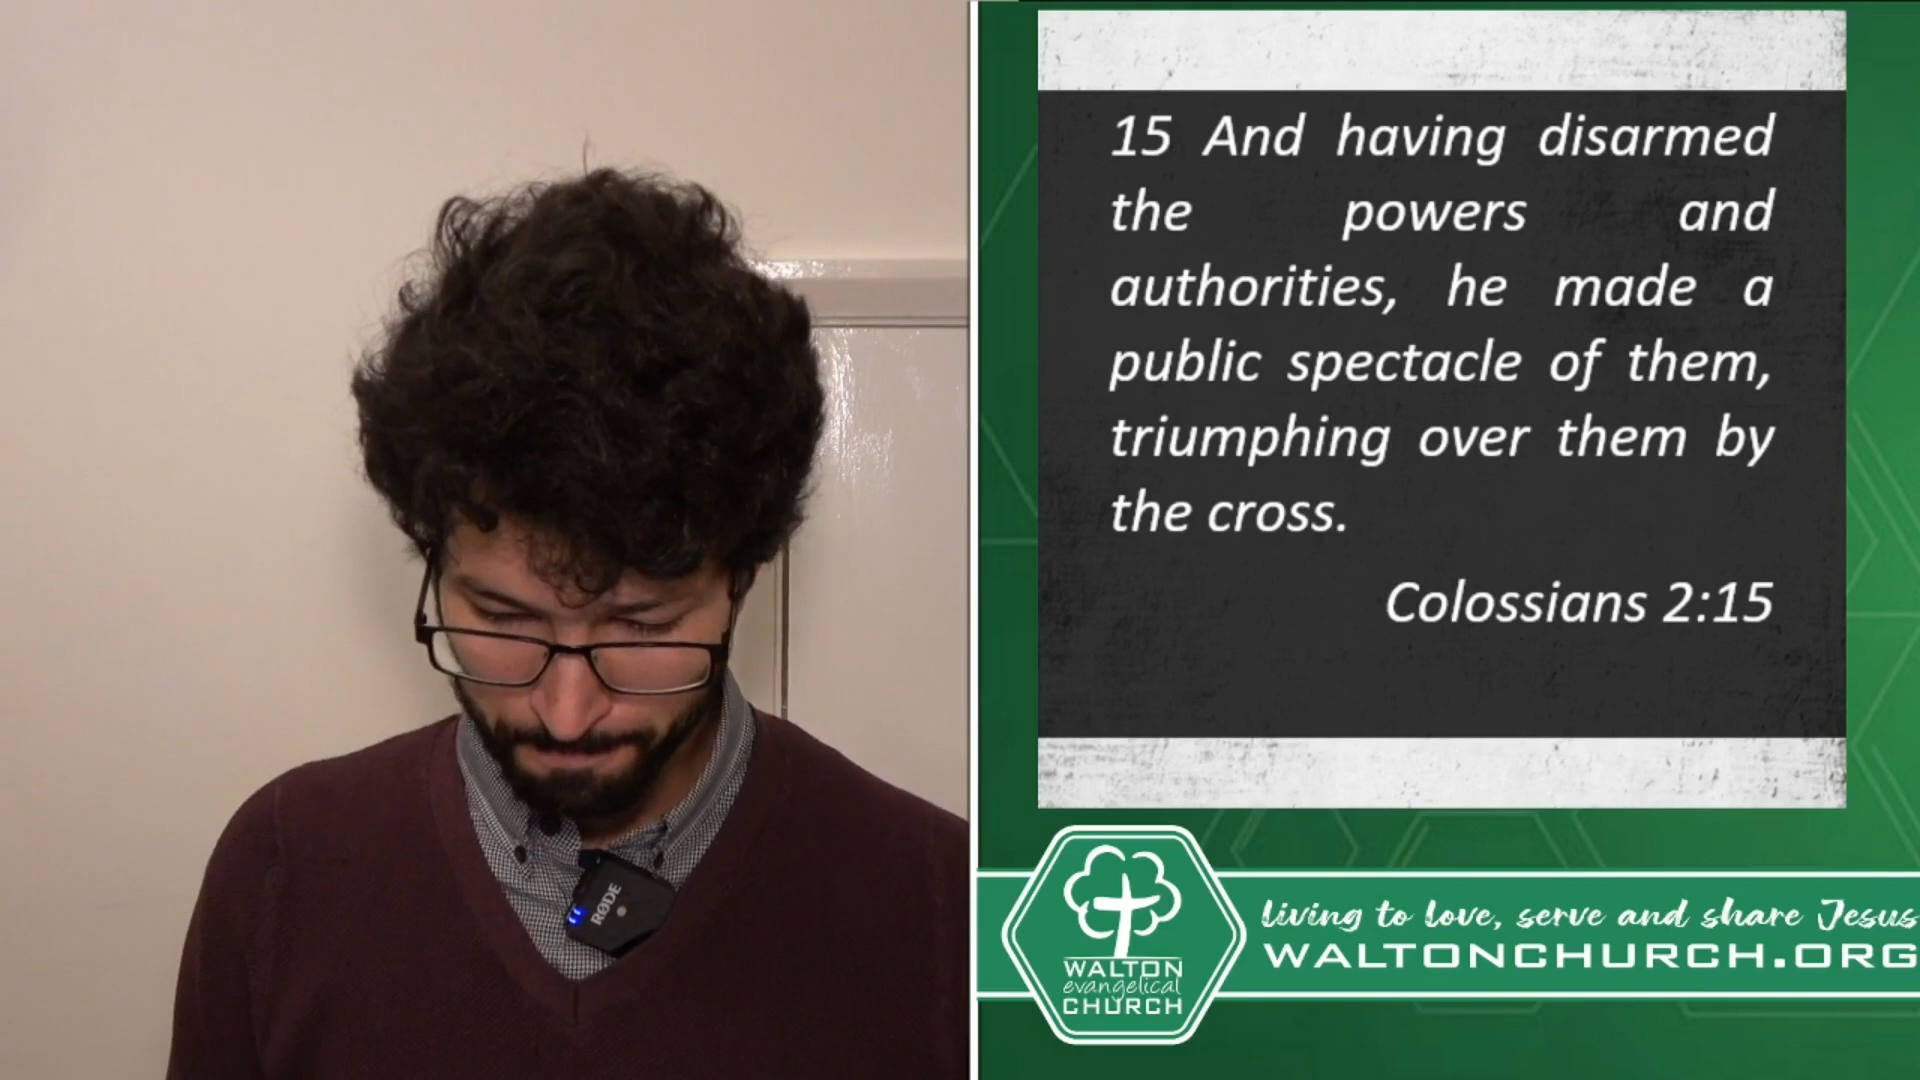 15 And having disarmed
the powers and
authorities, he made a
public spectacle of them,
triumphing over them by
the cross.
Colossians 2:15
RØDE
WALTON
evangelical
CHURCH
living to love, serve and share Jesus
WALTONCHURCH.ORG